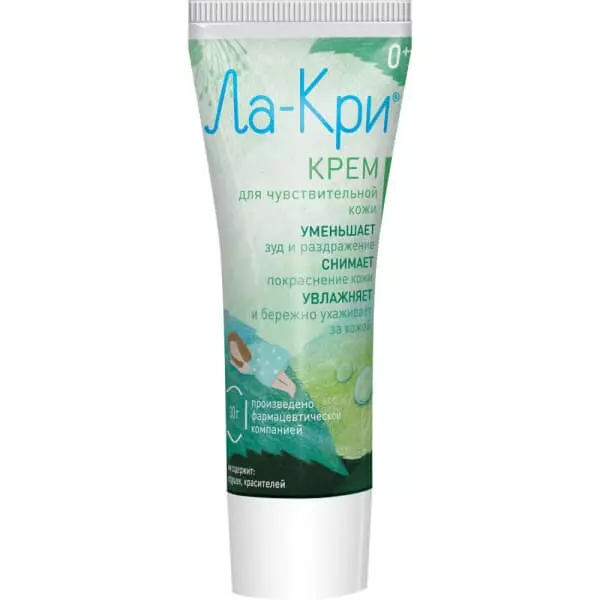 0+
Ла-Кри®
КРЕМ
для чувствительной
кожи
УМЕНЬШАЕТ
зуд и раздражение
СНИМАЕТ
покраснение кожи
УВЛАЖНЯЕТ
и бережно ухаживает
за кожей
30 г
произведено
фармацевтической
компанией
содержит:
красителей